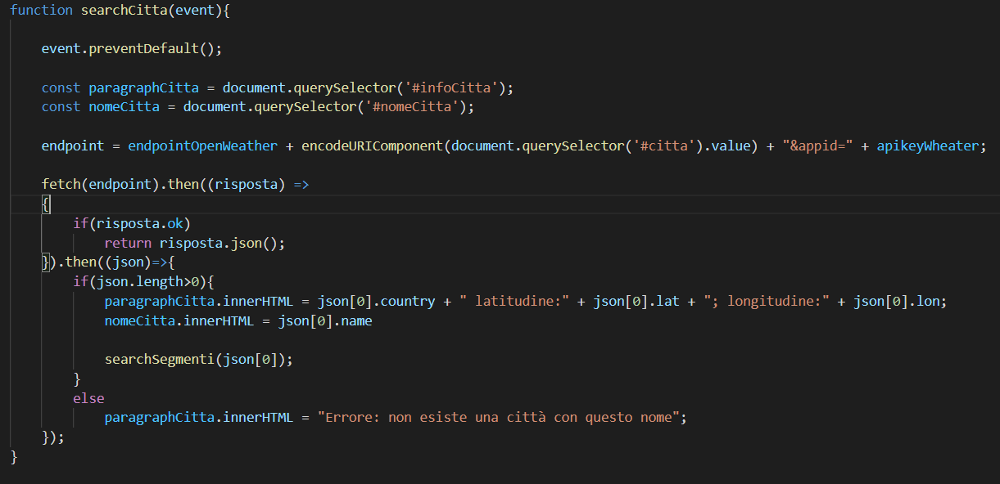 function searchCitta(event){
event.preventDefault();
const paragraphCitta = document.querySelector('#infoCitta');
const nomeCitta = document.querySelector('#nomeCitta');
endpoint = endpointOpenWeather + encodeURIComponent(document.querySelector('#citta').value) + "&appid=" + apikeyWheater;
fetch(endpoint).then((risposta) =>
{
if(risposta.ok)
return risposta.json();
}).then((json)=>{
if(json.length>0){
paragraphCitta.innerHTML = json[0].country + " latitudine:" + json[0].lat + "; longitudine:" + json[0].lon;
nomeCitta.innerHTML = json[0].name
searchSegmenti(json[0]);
}
else
paragraphCitta.innerHTML = "Errore: non esiste una città con questo nome";
});
}